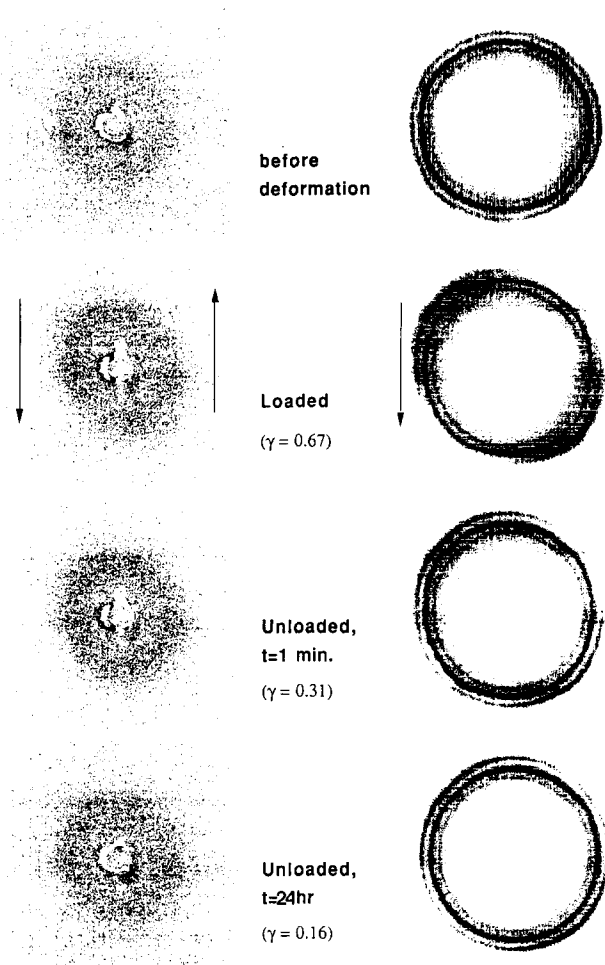 before
deformation
Loaded
(γ = 0.67)
Unloaded,
t=1 min.
(γ = 0.31)
Unloaded,
t=24hr
(γ = 0.16)